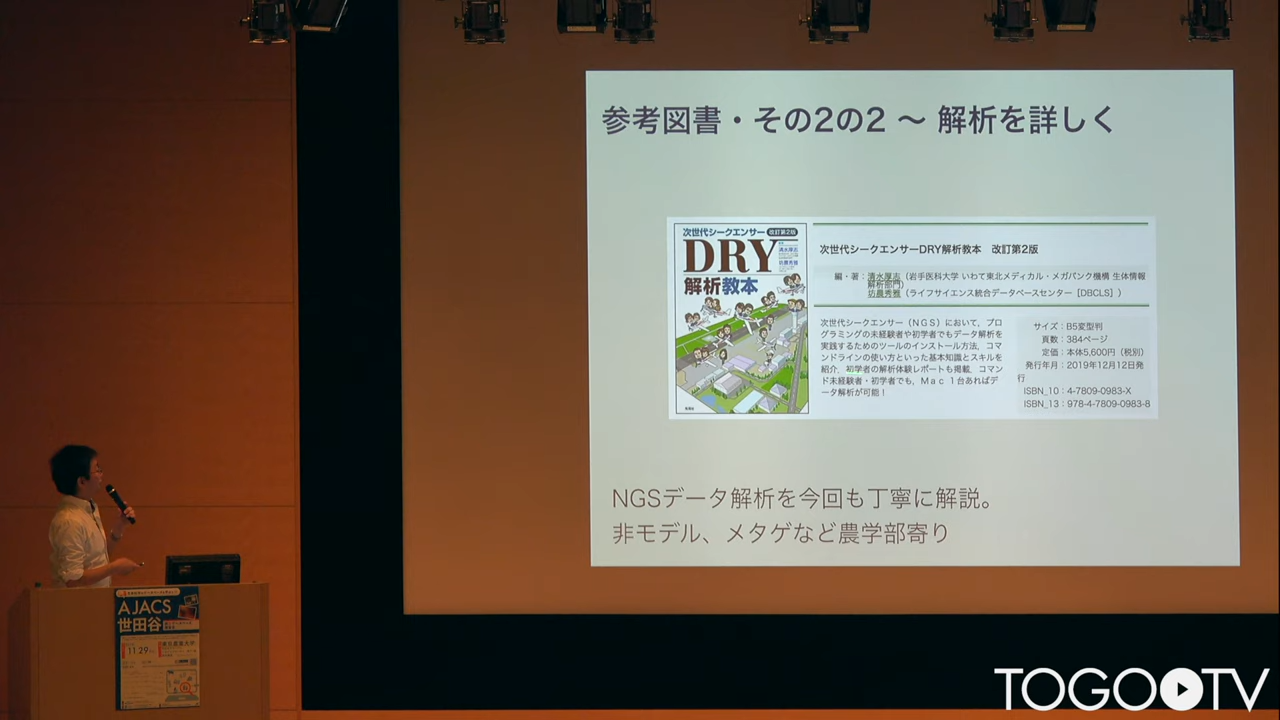 参考図書・その2の2 ～ 解析を詳しく
次世代シークエンサー 改訂第2版
DRY
清水厚志
坊農秀雅
解析教本
次世代シークエンサーDRY解析教本　改訂第2版
編・著：清水厚志（岩手医科大学 いわて東北メディカル・メガバンク機構 生体情報
解析部門）
坊農秀雅（ライフサイエンス統合データベースセンター［DBCLS］）
次世代シークエンサー（ＮＧＳ）において，プロ
グラミングの未経験者や初学者でもデータ解析を
実践するためのツールのインストール方法，コマ
ンドラインの使い方といった基本知識とスキルを
紹介．初学者の解析体験レポートも掲載．コマン
ド未経験者・初学者でも，Ｍａｃ １台あればデ
ータ解析が可能！
サイズ：B5変型判
頁数：384ページ
定価：本体5,600円（税別）
発行年月：2019年12月12日発
行
ISBN_10：4-7809-0983-X
ISBN_13：978-4-7809-0983-8
NGSデータ解析を今回も丁寧に解説。
非モデル、メタゲなど農学部寄り
AJACS
世田谷
11.29
TOGOTV